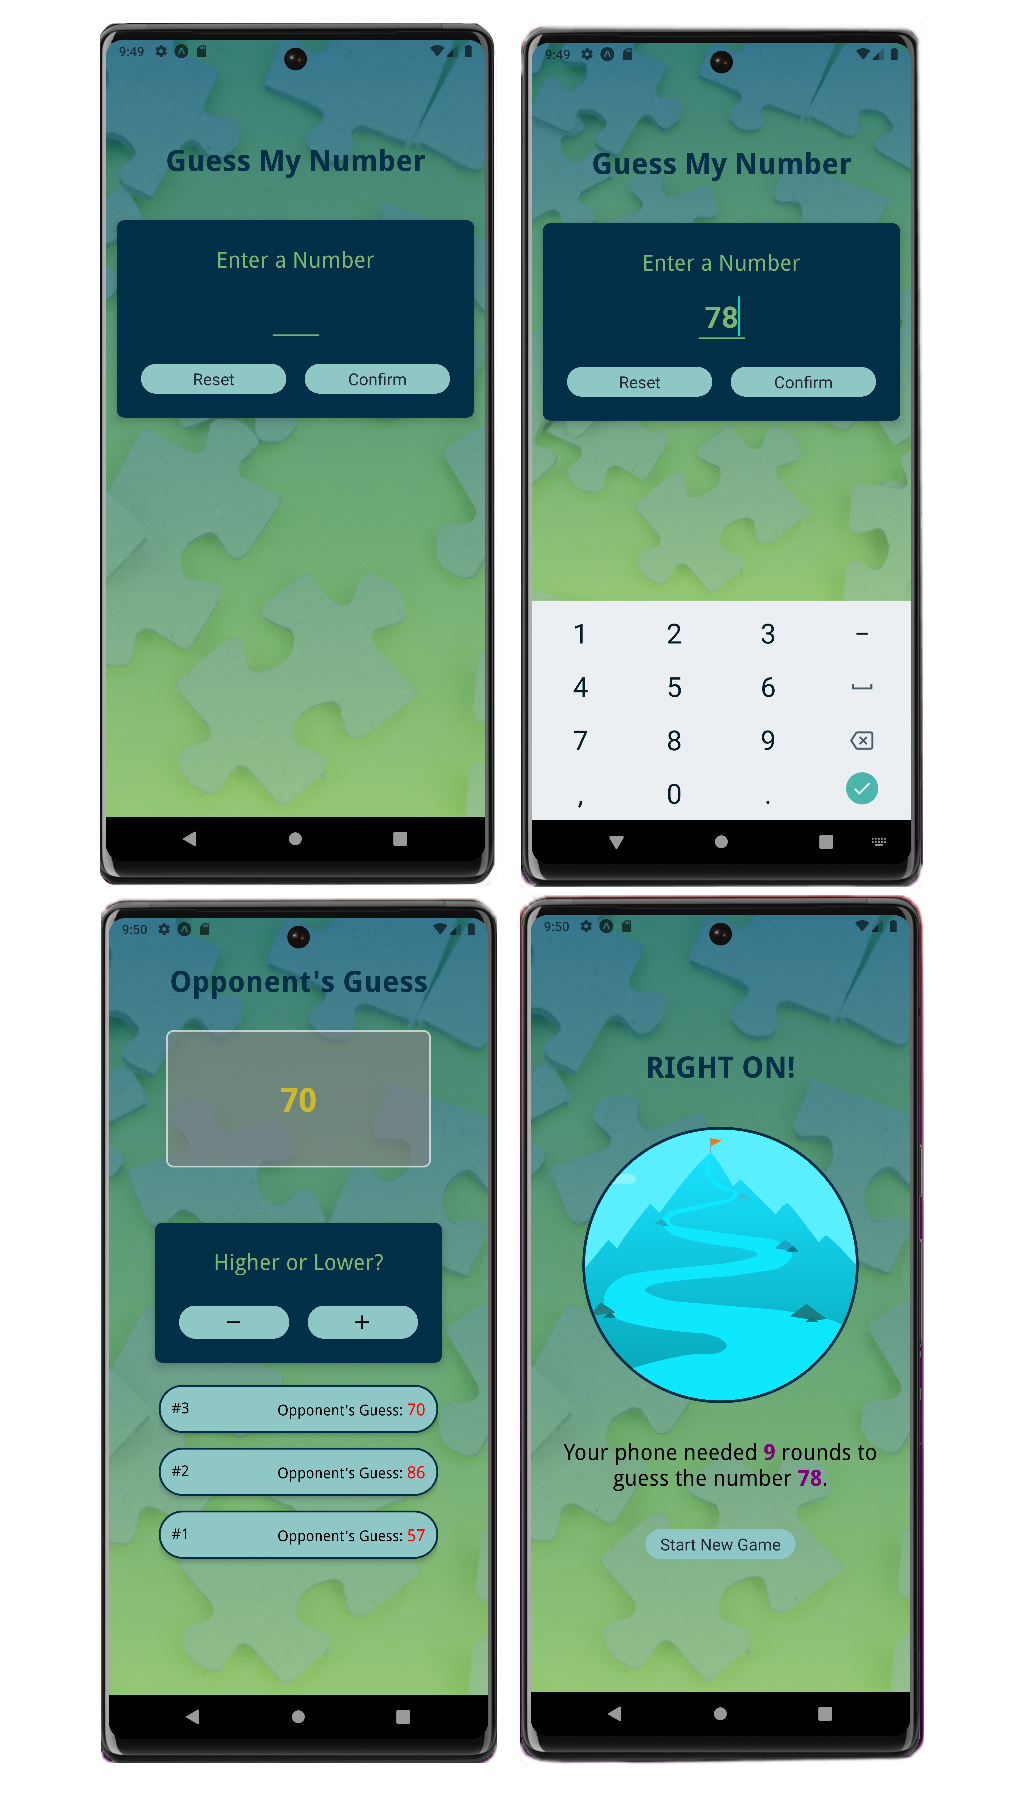 9:49
Guess My Number
Enter a Number
Reset Confirm
9:49
Guess My Number
Enter a Number
78
Reset Confirm
1 2 3 –
4 5 6
7 8 9
, 0 .
9:50
Opponent's Guess
70
Higher or Lower?
− +
#3 Opponent's Guess: 70
#2 Opponent's Guess: 86
#1 Opponent's Guess: 57
9:50
RIGHT ON!
Your phone needed 9 rounds to
guess the number 78.
Start New Game